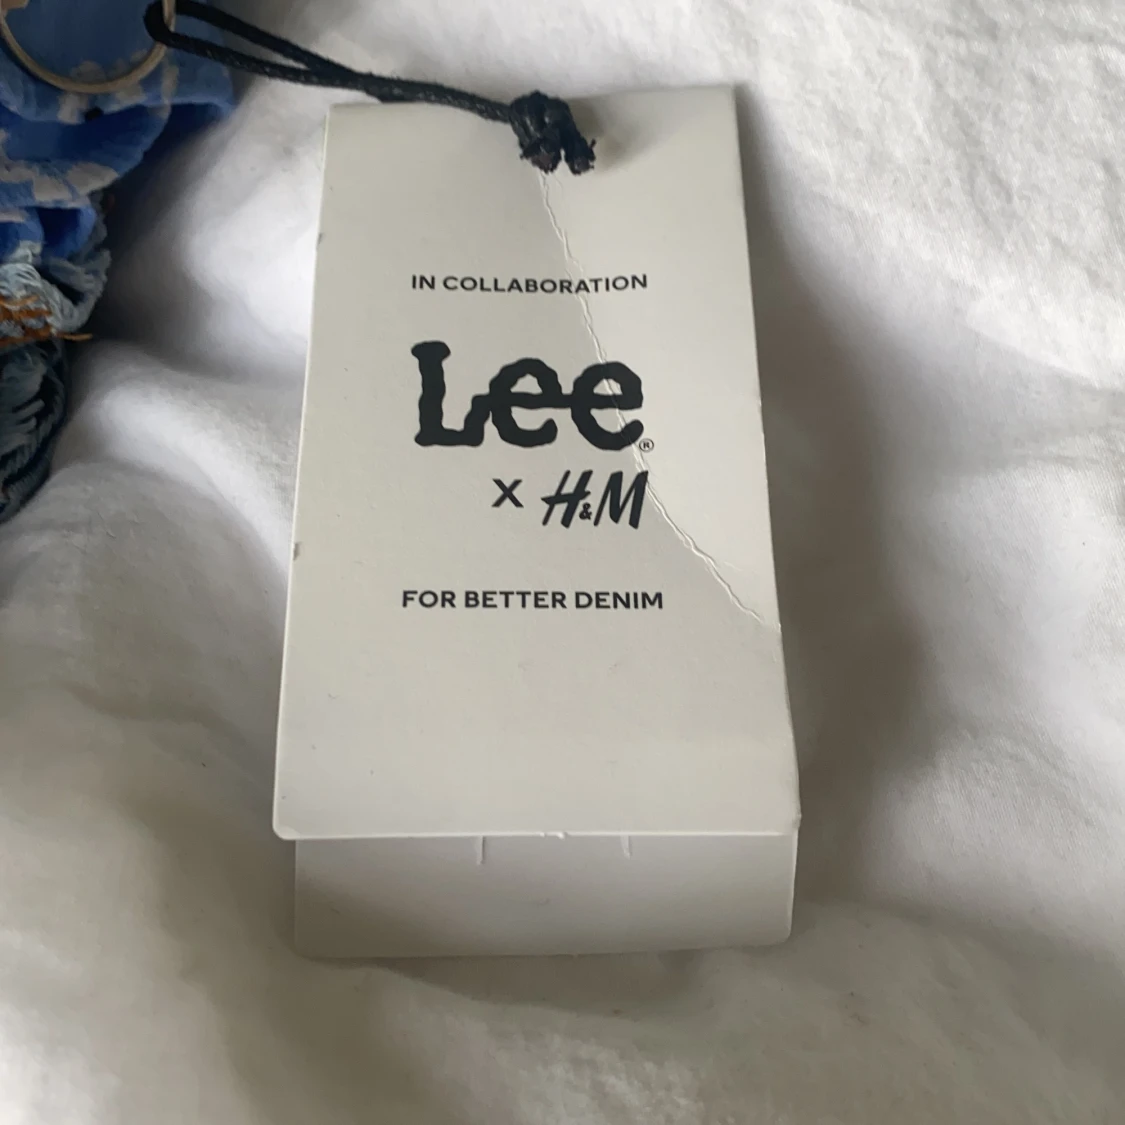 IN COLLABORATION
Lee®
X H&M
FOR BETTER DENIM